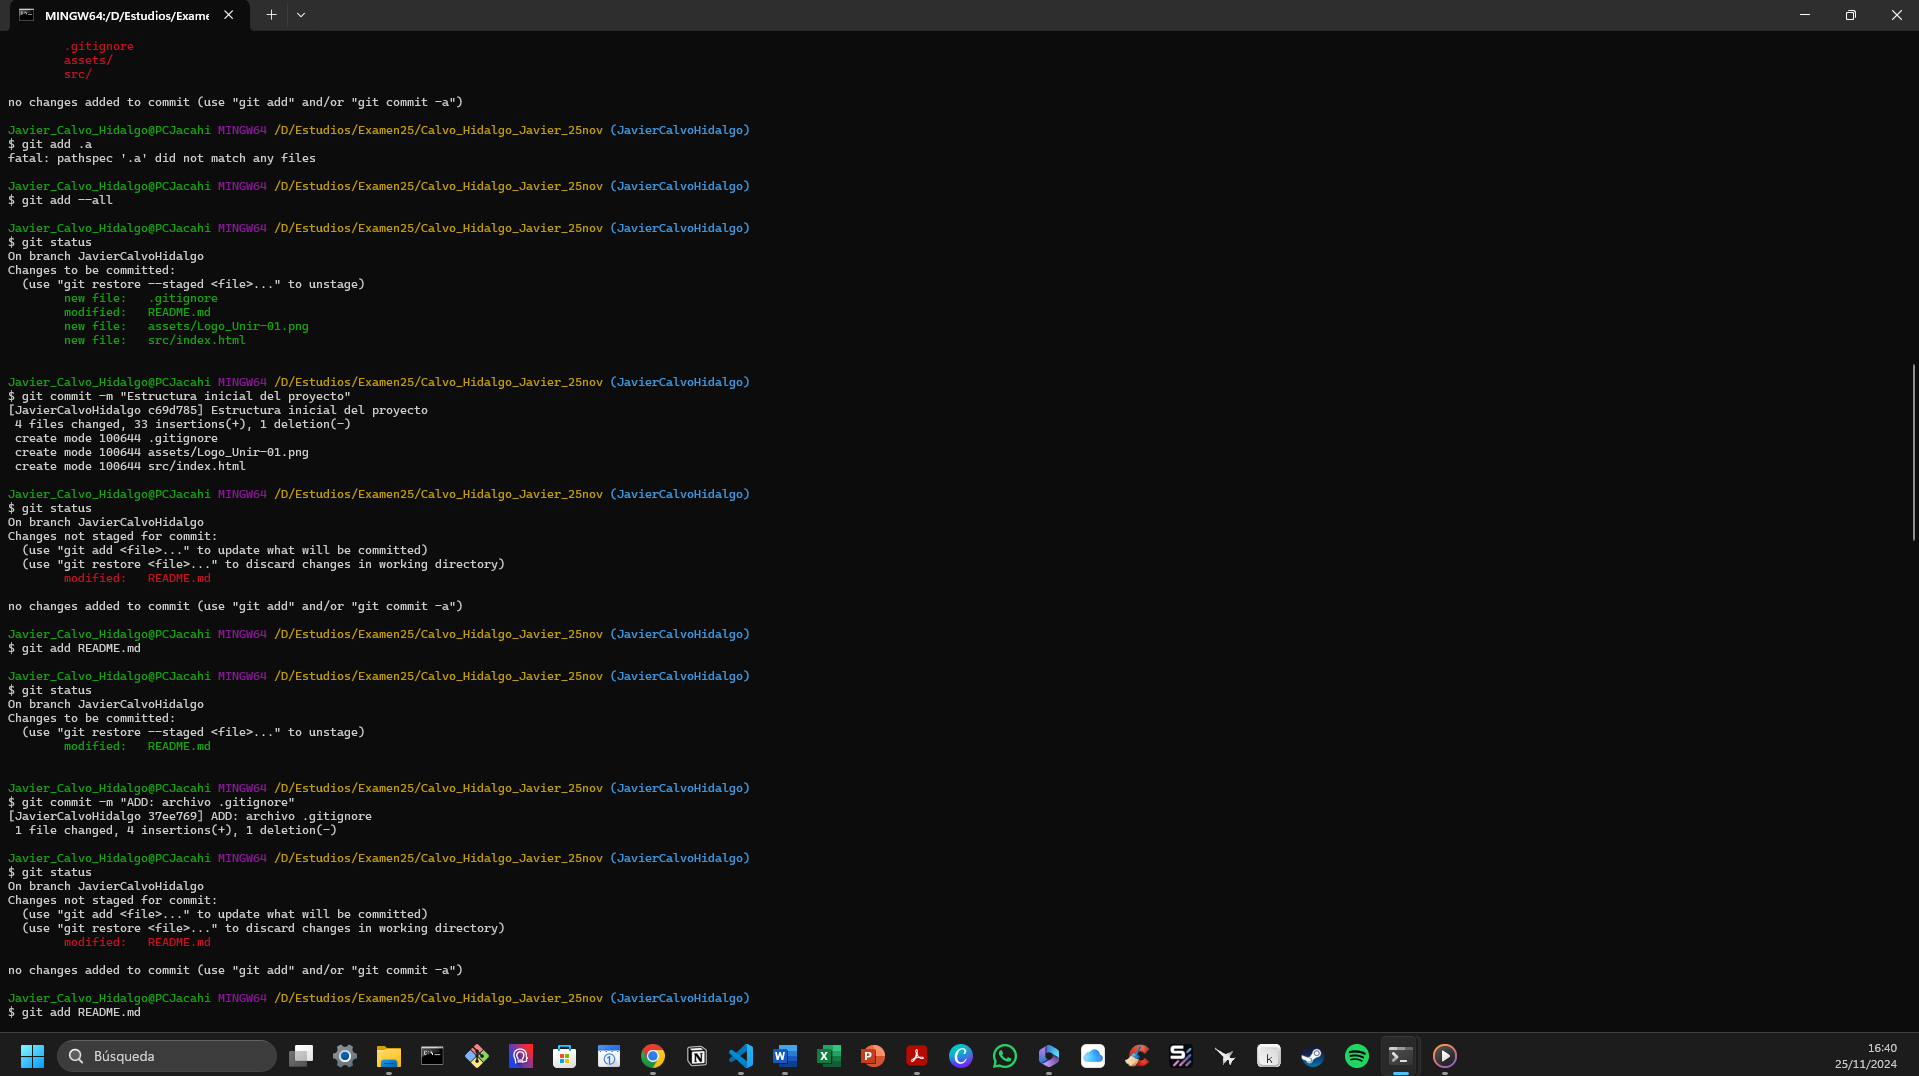 MINGW64:/D/Estudios/Exame
.gitignore
assets/
src/
no changes added to commit (use "git add" and/or "git commit -a")
Javier_Calvo_Hidalgo@PCJacahi MINGW64 /D/Estudios/Examen25/Calvo_Hidalgo_Javier_25nov (JavierCalvoHidalgo)
$ git add .a
fatal: pathspec '.a' did not match any files
Javier_Calvo_Hidalgo@PCJacahi MINGW64 /D/Estudios/Examen25/Calvo_Hidalgo_Javier_25nov (JavierCalvoHidalgo)
$ git add --all
Javier_Calvo_Hidalgo@PCJacahi MINGW64 /D/Estudios/Examen25/Calvo_Hidalgo_Javier_25nov (JavierCalvoHidalgo)
$ git status
On branch JavierCalvoHidalgo
Changes to be committed:
(use "git restore --staged <file>..." to unstage)
new file:   .gitignore
modified:   README.md
new file:   assets/Logo_Unir-01.png
new file:   src/index.html
Javier_Calvo_Hidalgo@PCJacahi MINGW64 /D/Estudios/Examen25/Calvo_Hidalgo_Javier_25nov (JavierCalvoHidalgo)
$ git commit -m "Estructura inicial del proyecto"
[JavierCalvoHidalgo c69d785] Estructura inicial del proyecto
4 files changed, 33 insertions(+), 1 deletion(-)
create mode 100644 .gitignore
create mode 100644 assets/Logo_Unir-01.png
create mode 100644 src/index.html
Javier_Calvo_Hidalgo@PCJacahi MINGW64 /D/Estudios/Examen25/Calvo_Hidalgo_Javier_25nov (JavierCalvoHidalgo)
$ git status
On branch JavierCalvoHidalgo
Changes not staged for commit:
(use "git add <file>..." to update what will be committed)
(use "git restore <file>..." to discard changes in working directory)
modified:   README.md
no changes added to commit (use "git add" and/or "git commit -a")
Javier_Calvo_Hidalgo@PCJacahi MINGW64 /D/Estudios/Examen25/Calvo_Hidalgo_Javier_25nov (JavierCalvoHidalgo)
$ git add README.md
Javier_Calvo_Hidalgo@PCJacahi MINGW64 /D/Estudios/Examen25/Calvo_Hidalgo_Javier_25nov (JavierCalvoHidalgo)
$ git status
On branch JavierCalvoHidalgo
Changes to be committed:
(use "git restore --staged <file>..." to unstage)
modified:   README.md
Javier_Calvo_Hidalgo@PCJacahi MINGW64 /D/Estudios/Examen25/Calvo_Hidalgo_Javier_25nov (JavierCalvoHidalgo)
$ git commit -m "ADD: archivo .gitignore"
[JavierCalvoHidalgo 37ee769] ADD: archivo .gitignore
1 file changed, 4 insertions(+), 1 deletion(-)
Javier_Calvo_Hidalgo@PCJacahi MINGW64 /D/Estudios/Examen25/Calvo_Hidalgo_Javier_25nov (JavierCalvoHidalgo)
$ git status
On branch JavierCalvoHidalgo
Changes not staged for commit:
(use "git add <file>..." to update what will be committed)
(use "git restore <file>..." to discard changes in working directory)
modified:   README.md
no changes added to commit (use "git add" and/or "git commit -a")
Javier_Calvo_Hidalgo@PCJacahi MINGW64 /D/Estudios/Examen25/Calvo_Hidalgo_Javier_25nov (JavierCalvoHidalgo)
$ git add README.md
Búsqueda
16:40
25/11/2024